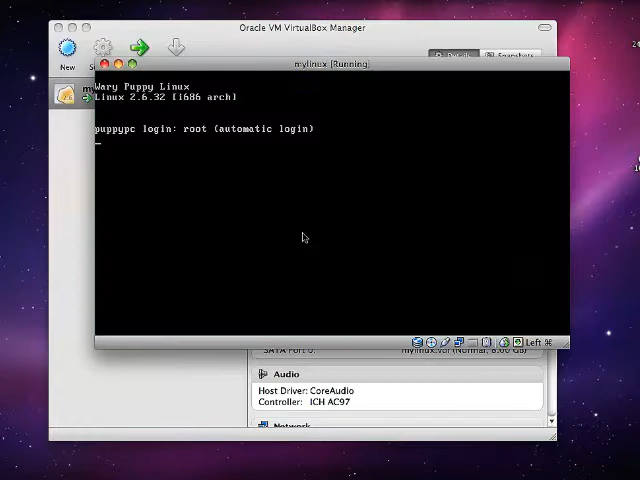 Oracle VM VirtualBox Manager
New
Details
Snapshots
mylinux [Running]
Wary Puppy Linux
Linux 2.6.32 [i686 arch]
puppypc login: root (automatic login)
Left ⌘
SATA Port 0:
mylinux.vdi (Normal, 8.00 GB)
Audio
Host Driver: CoreAudio
Controller: ICH AC97
Network